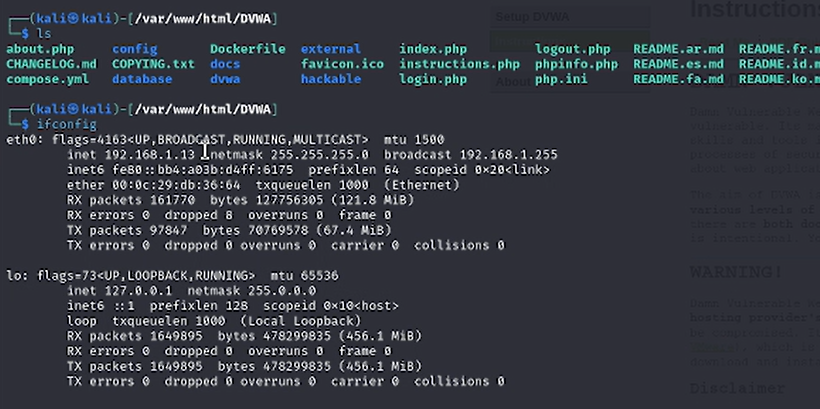 ┌──(kali㉿kali)-[/var/www/html/DVWA]
└─$ ls
about.php config Dockerfile external index.php logout.php README.ar.md README.fr.m
CHANGELOG.md COPYING.txt docs favicon.ico instructions.php phpinfo.php README.es.md README.id.m
compose.yml database dvwa hackable login.php php.ini README.fa.md README.ko.m
┌──(kali㉿kali)-[/var/www/html/DVWA]
└─$ ifconfig
eth0: flags=4163<UP,BROADCAST,RUNNING,MULTICAST> mtu 1500
inet 192.168.1.13 netmask 255.255.255.0 broadcast 192.168.1.255
inet6 fe80::bb4:a03b:d4ff:6175 prefixlen 64 scopeid 0×20<link>
ether 00:0c:29:db:36:64 txqueuelen 1000 (Ethernet)
RX packets 161770 bytes 127756305 (121.8 MiB)
RX errors 0 dropped 8 overruns 0 frame 0
TX packets 97847 bytes 70769578 (67.4 MiB)
TX errors 0 dropped 0 overruns 0 carrier 0 collisions 0
lo: flags=73<UP,LOOPBACK,RUNNING> mtu 65536
inet 127.0.0.1 netmask 255.0.0.0
inet6 ::1 prefixlen 128 scopeid 0×10<host>
loop txqueuelen 1000 (Local Loopback)
RX packets 1649895 bytes 478299835 (456.1 MiB)
RX errors 0 dropped 0 overruns 0 frame 0
TX packets 1649895 bytes 478299835 (456.1 MiB)
TX errors 0 dropped 0 overruns 0 carrier 0 collisions 0
Setup DVWA
About
Instructions
Damn Vulnerable
WARNING!
Damn Vulnerable
hosting provider's
Disclaimer